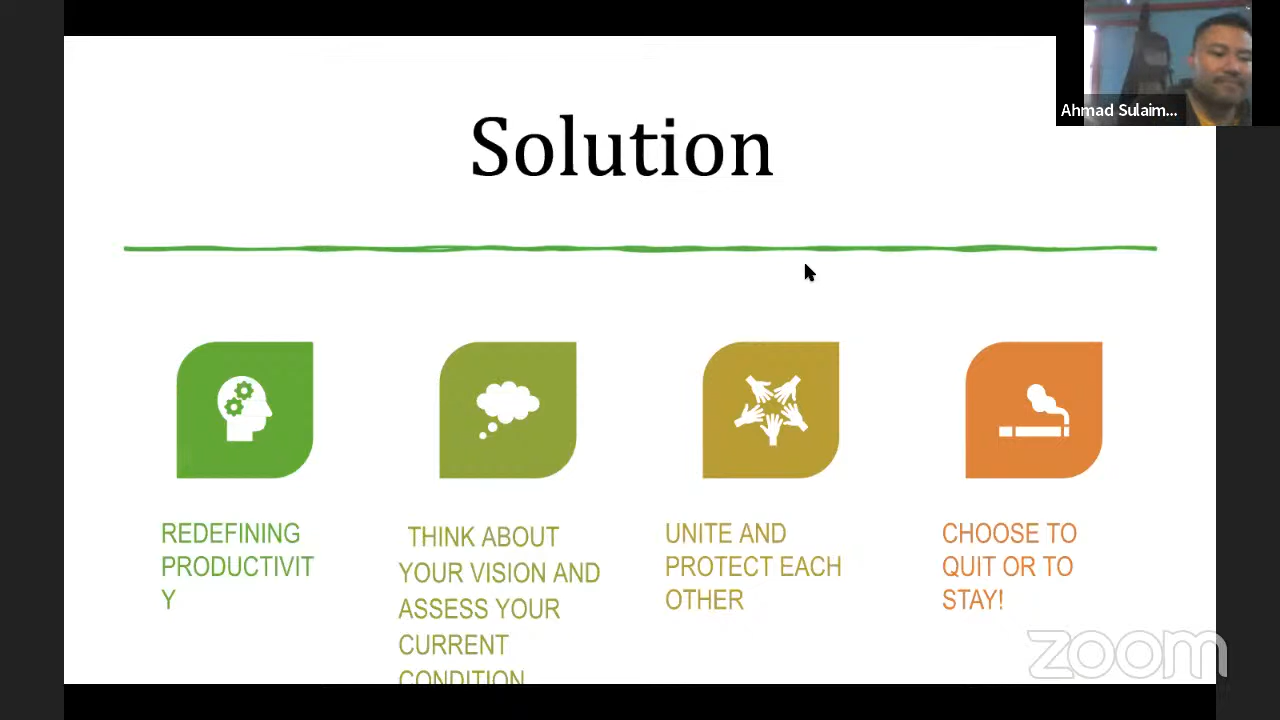 Ahmad Sulaim...
Solution
REDEFINING
PRODUCTIVIT
Y
THINK ABOUT
YOUR VISION AND
ASSESS YOUR
CURRENT
CONDITION
UNITE AND
PROTECT EACH
OTHER
CHOOSE TO
QUIT OR TO
STAY!
zoom